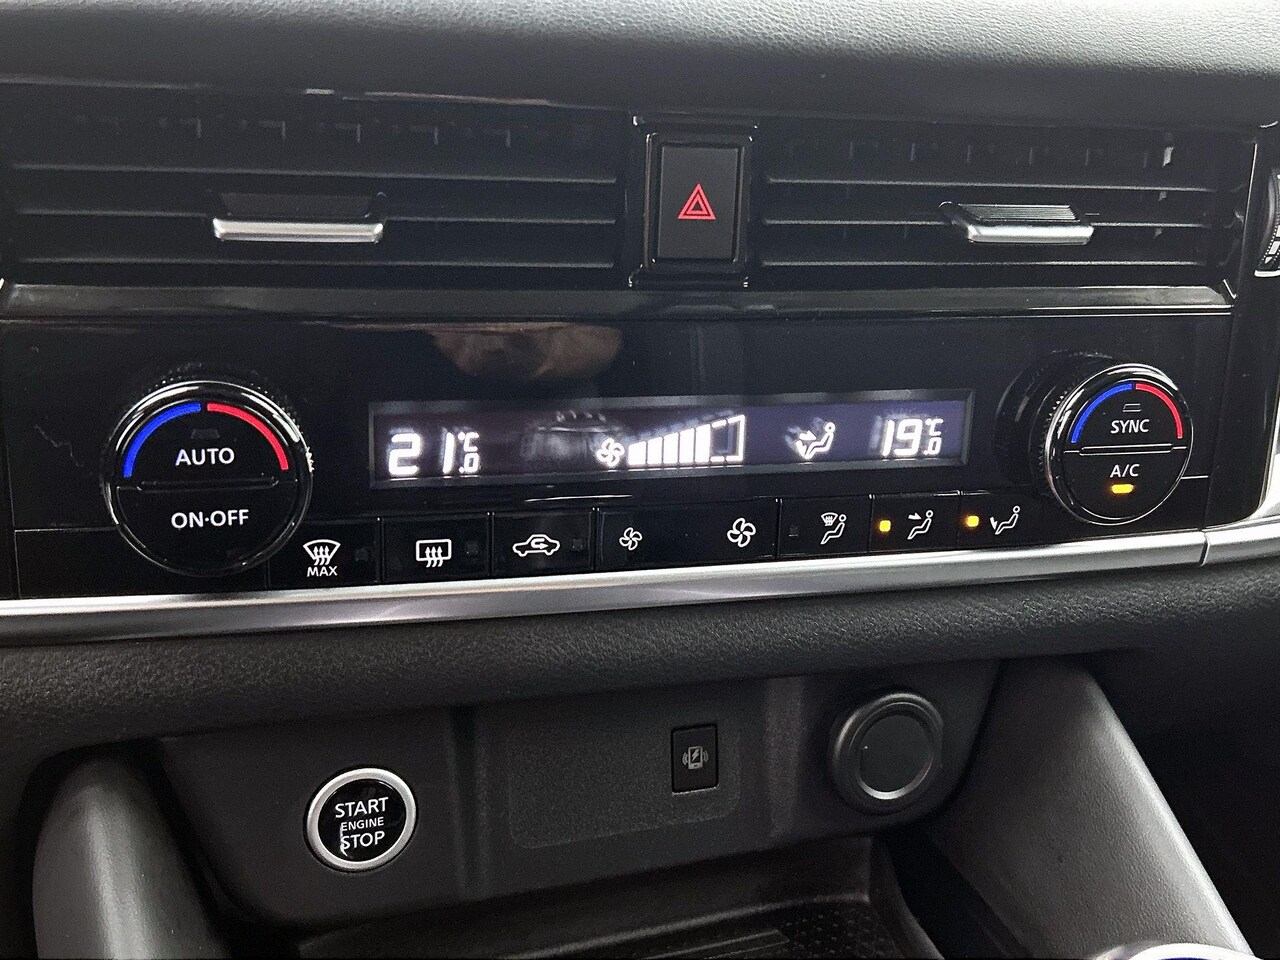 21.0°C
19.0°C
AUTO
ON·OFF
SYNC
A/C
MAX
START
ENGINE
STOP